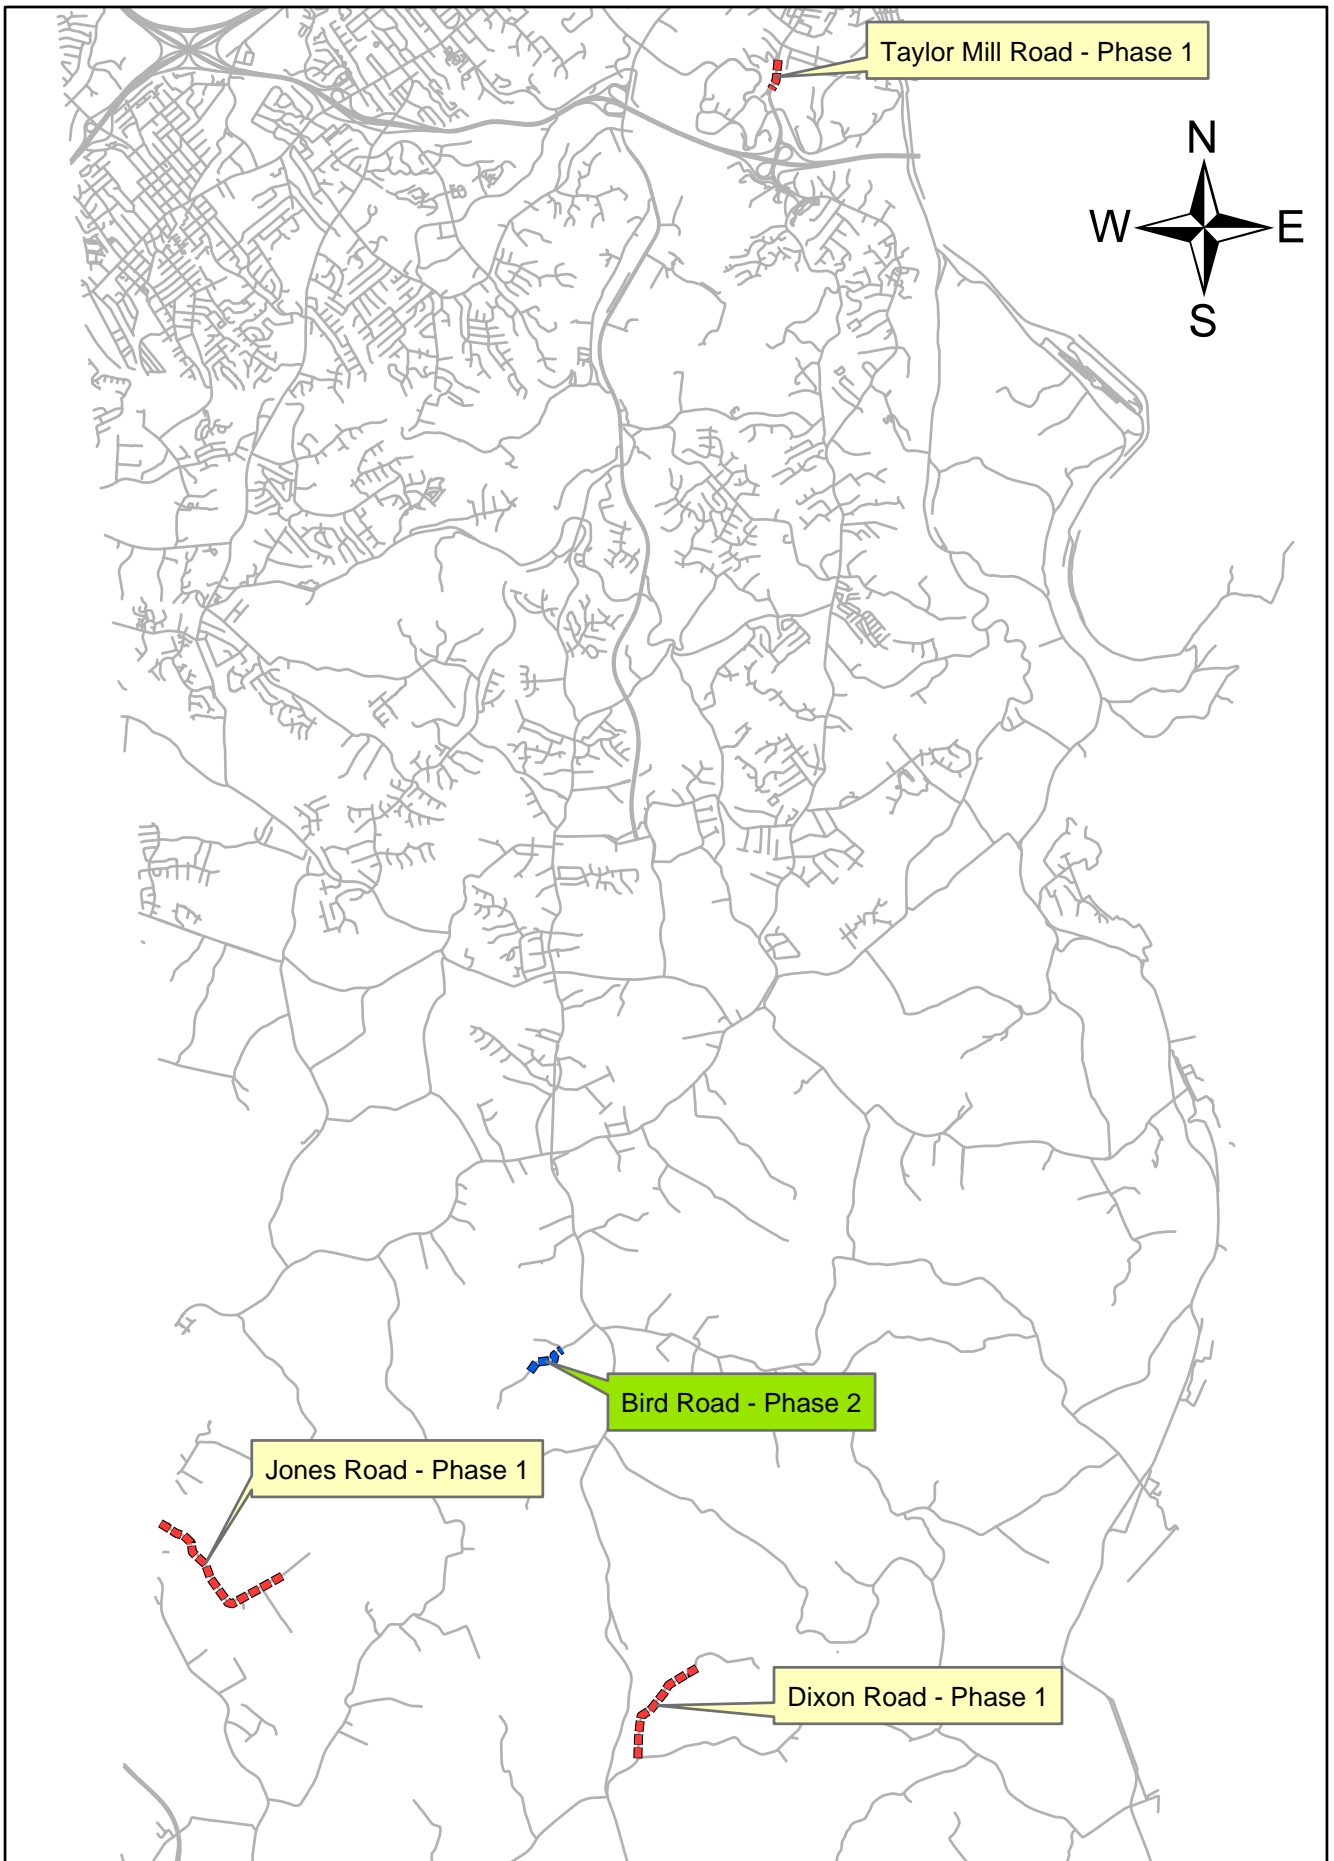 Taylor Mill Road - Phase 1
N
W
E
S
Bird Road - Phase 2
Jones Road - Phase 1
Dixon Road - Phase 1